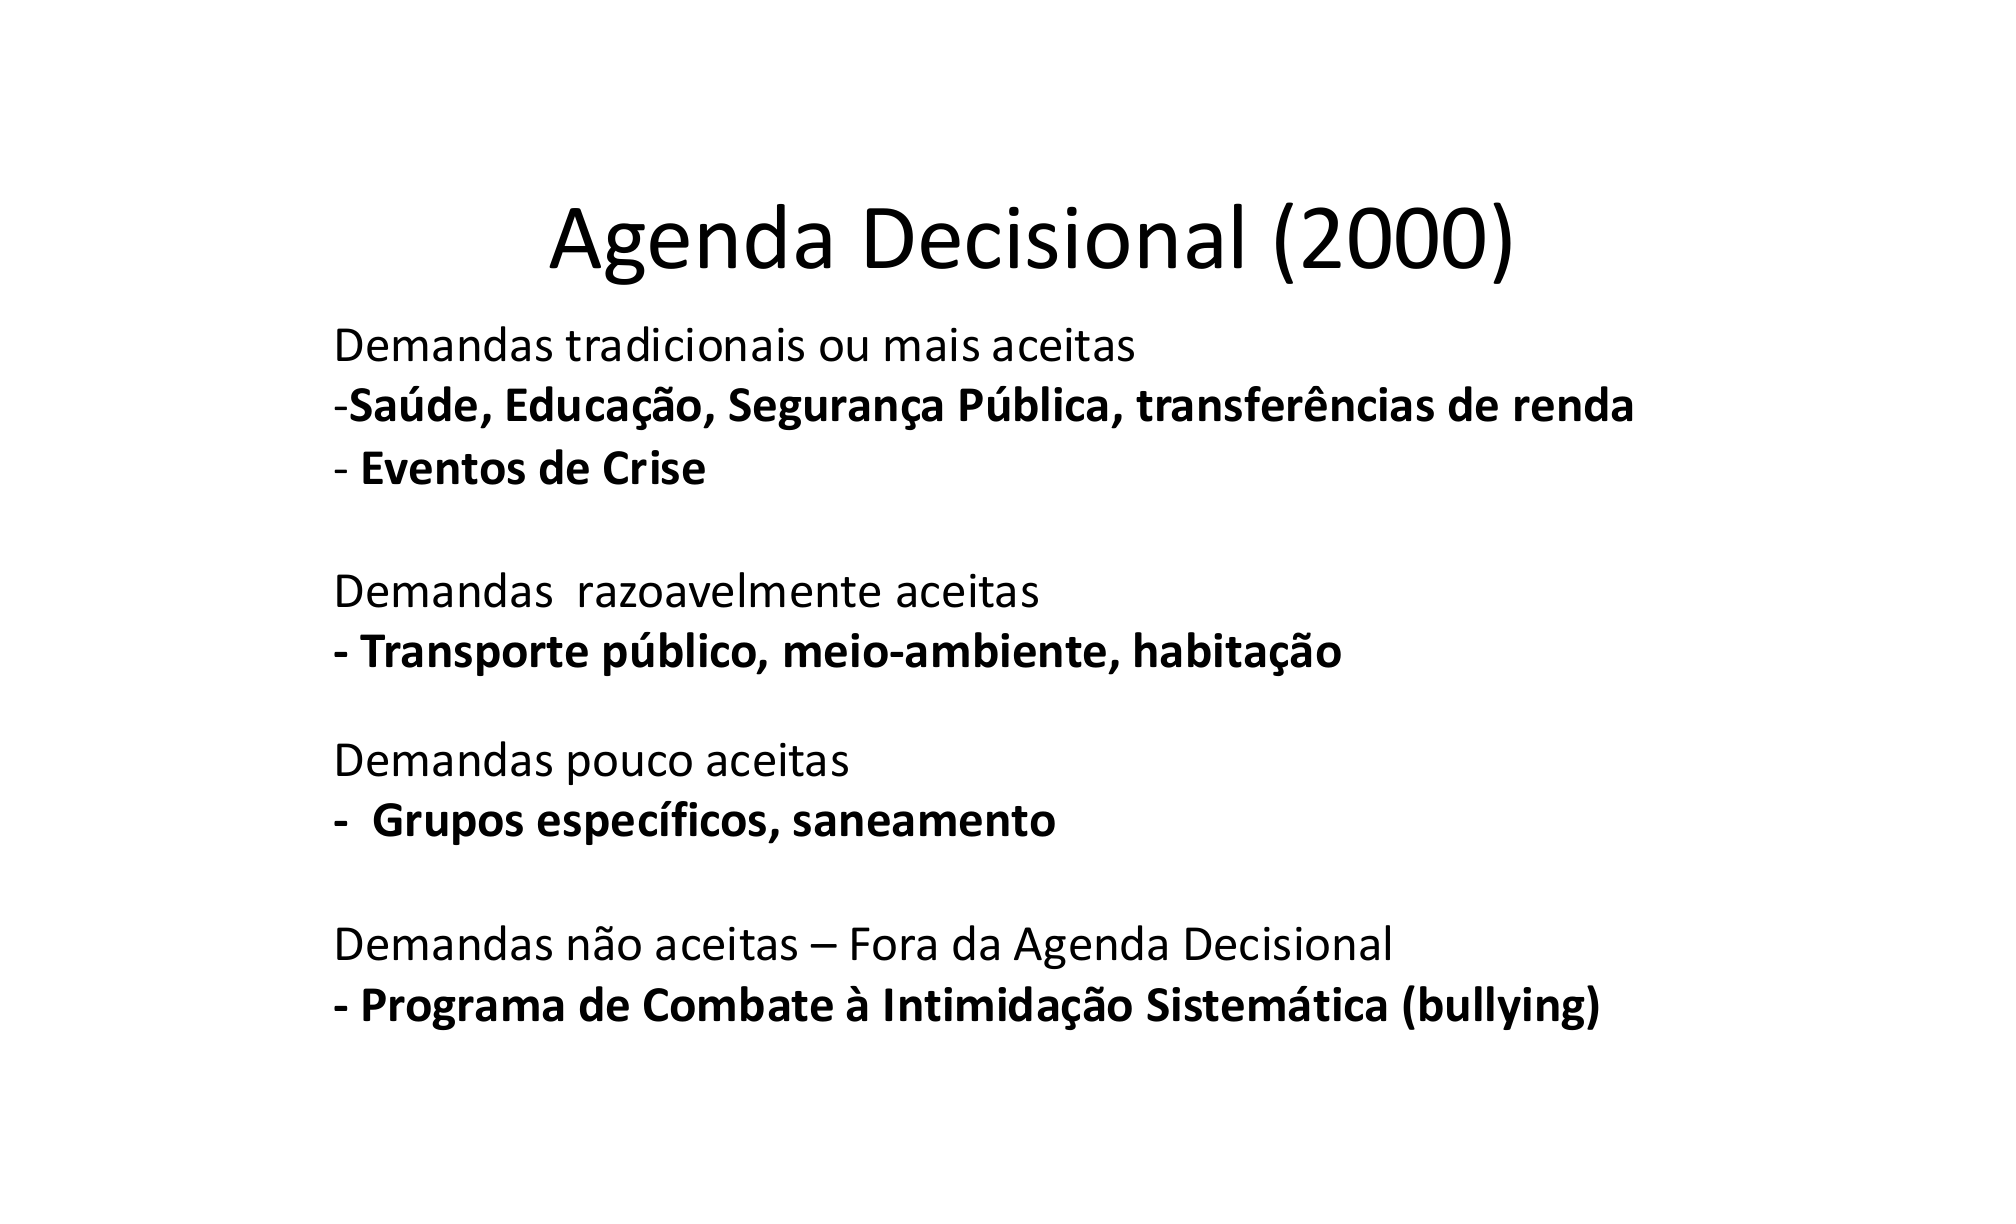 Agenda Decisional (2000)
Demandas tradicionais ou mais aceitas
-Saúde, Educação, Segurança Pública, transferências de renda
- Eventos de Crise
Demandas  razoavelmente aceitas
- Transporte público, meio-ambiente, habitação
Demandas pouco aceitas
-  Grupos específicos, saneamento
Demandas não aceitas – Fora da Agenda Decisional
- Programa de Combate à Intimidação Sistemática (bullying)